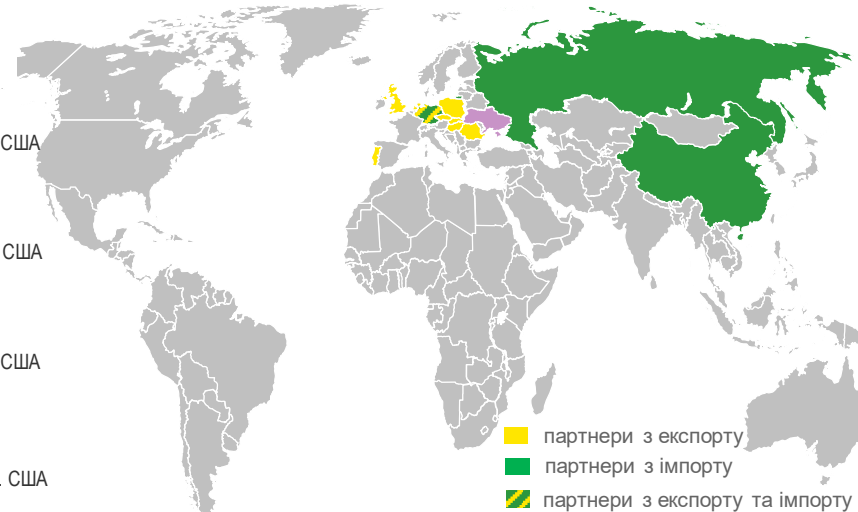 США
США
США
. США
партнери з експорту
партнери з імпорту
партнери з експорту та імпорту